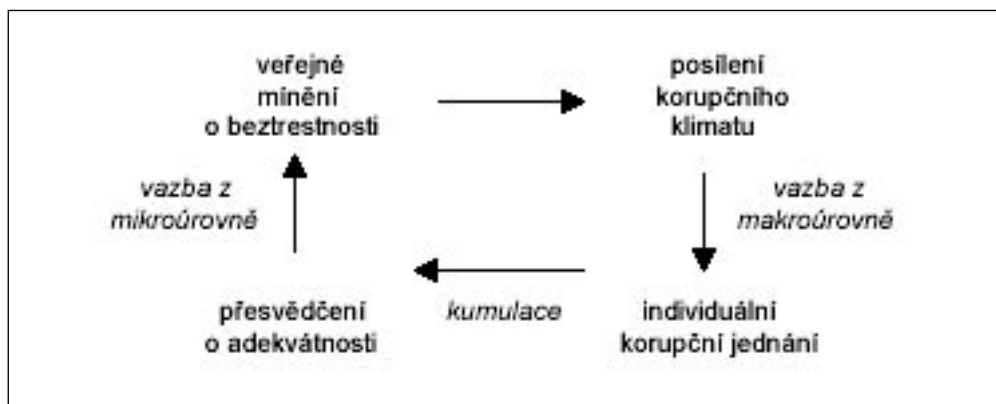 veřejné
mínění
o beztrestnosti
posílení
korupčního
klimatu
vazba z
mikroúrovně
vazba z
makroúrovně
přesvědčení
o adekvátnosti
kumulace
individuální
korupční jednání